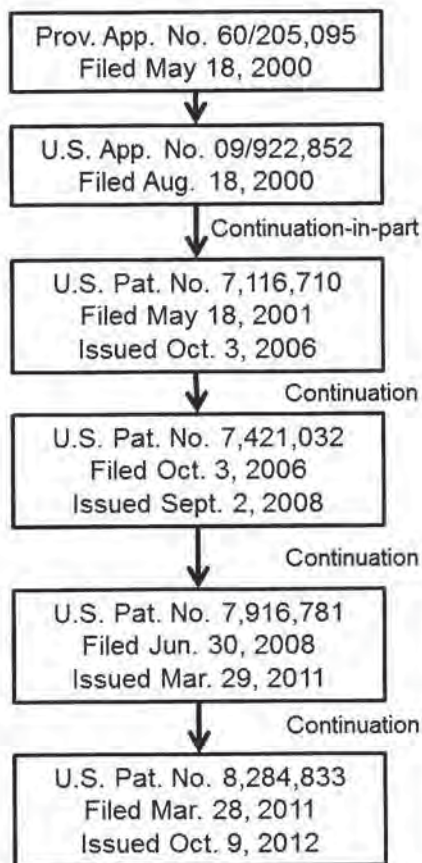 Prov. App. No. 60/205,095
Filed May 18, 2000
U.S. App. No. 09/922,852
Filed Aug. 18, 2000
Continuation-in-part
U.S. Pat. No. 7,116,710
Filed May 18, 2001
Issued Oct. 3, 2006
Continuation
U.S. Pat. No. 7,421,032
Filed Oct. 3, 2006
Issued Sept. 2, 2008
Continuation
U.S. Pat. No. 7,916,781
Filed Jun. 30, 2008
Issued Mar. 29, 2011
Continuation
U.S. Pat. No. 8,284,833
Filed Mar. 28, 2011
Issued Oct. 9, 2012